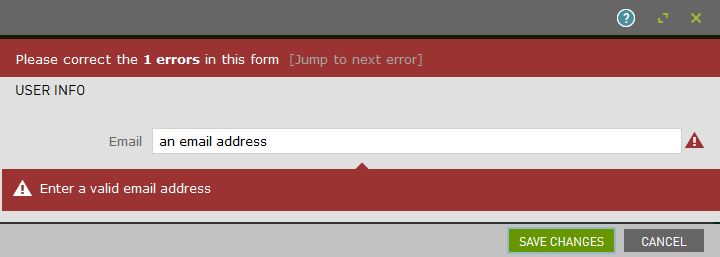 ?
Please correct the 1 errors in this form [Jump to next error]
USER INFO
Email an email address
Enter a valid email address
SAVE CHANGES CANCEL